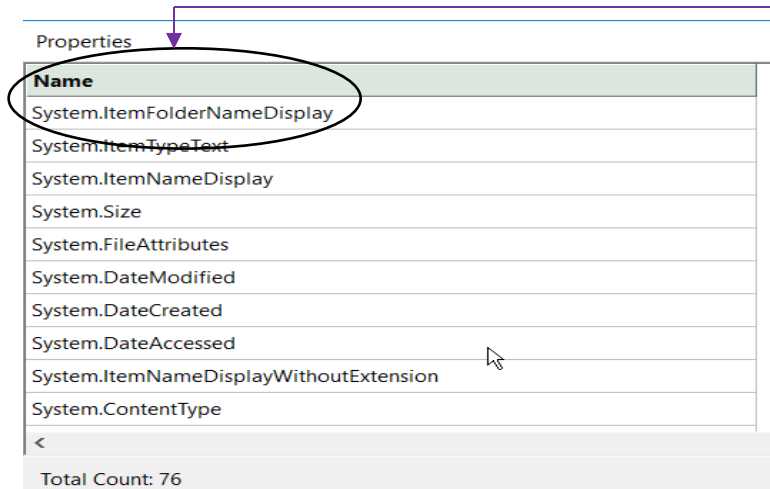 Properties
Name
System.ItemFolderNameDisplay
System.ItemTypeText
System.ItemNameDisplay
System.Size
System.FileAttributes
System.DateModified
System.DateCreated
System.DateAccessed
System.ItemNameDisplayWithoutExtension
System.ContentType
Total Count: 76